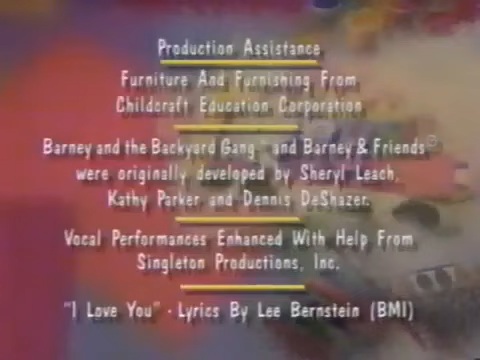 Production Assistance
Furniture And Furnishing From
Childcraft Education Corporation
Barney and the Backyard Gang™ and Barney & Friends®
were originally developed by Sheryl Leach,
Kathy Parker and Dennis DeShazer.
Vocal Performances Enhanced With Help From
Singleton Productions, Inc.
"I Love You" - Lyrics By Lee Bernstein (BMI)